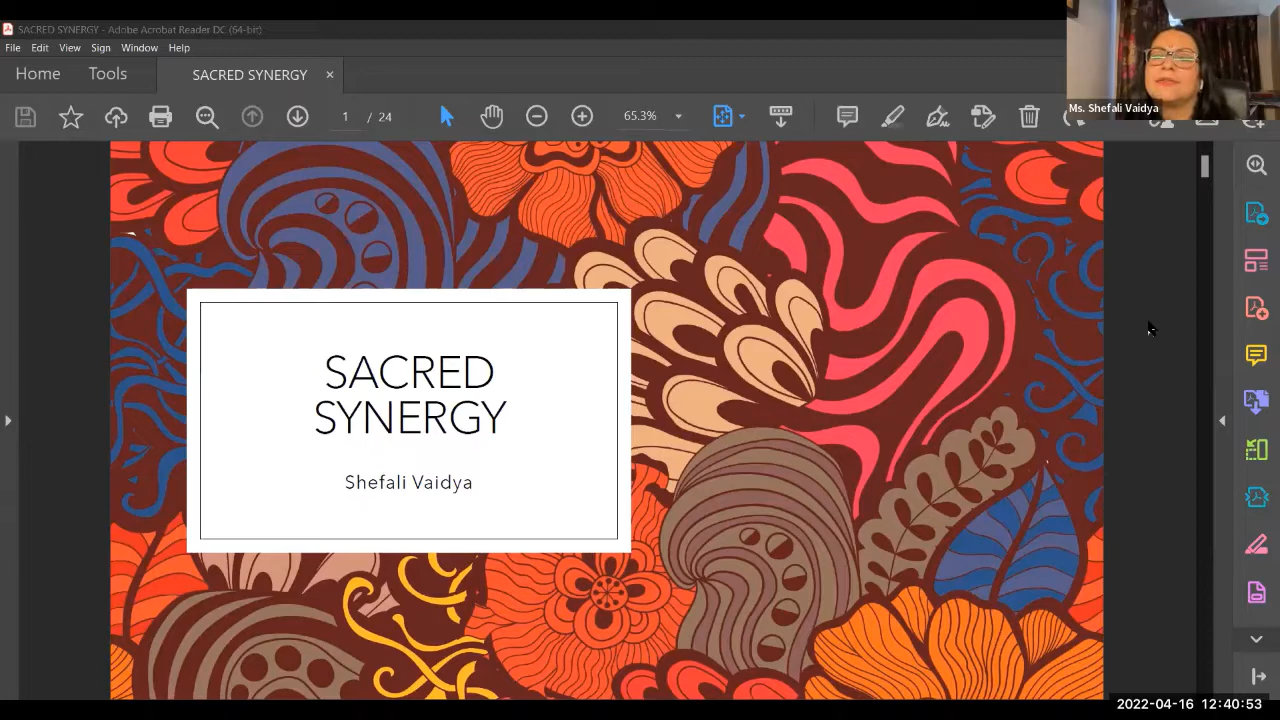 SACRED SYNERGY - Adobe Acrobat Reader DC (64-bit)
File Edit View Sign Window Help
Home Tools SACRED SYNERGY ×
1 / 24 65.3%
Ms. Shefali Vaidya
SACRED
SYNERGY
Shefali Vaidya
2022-04-16 12:40:53